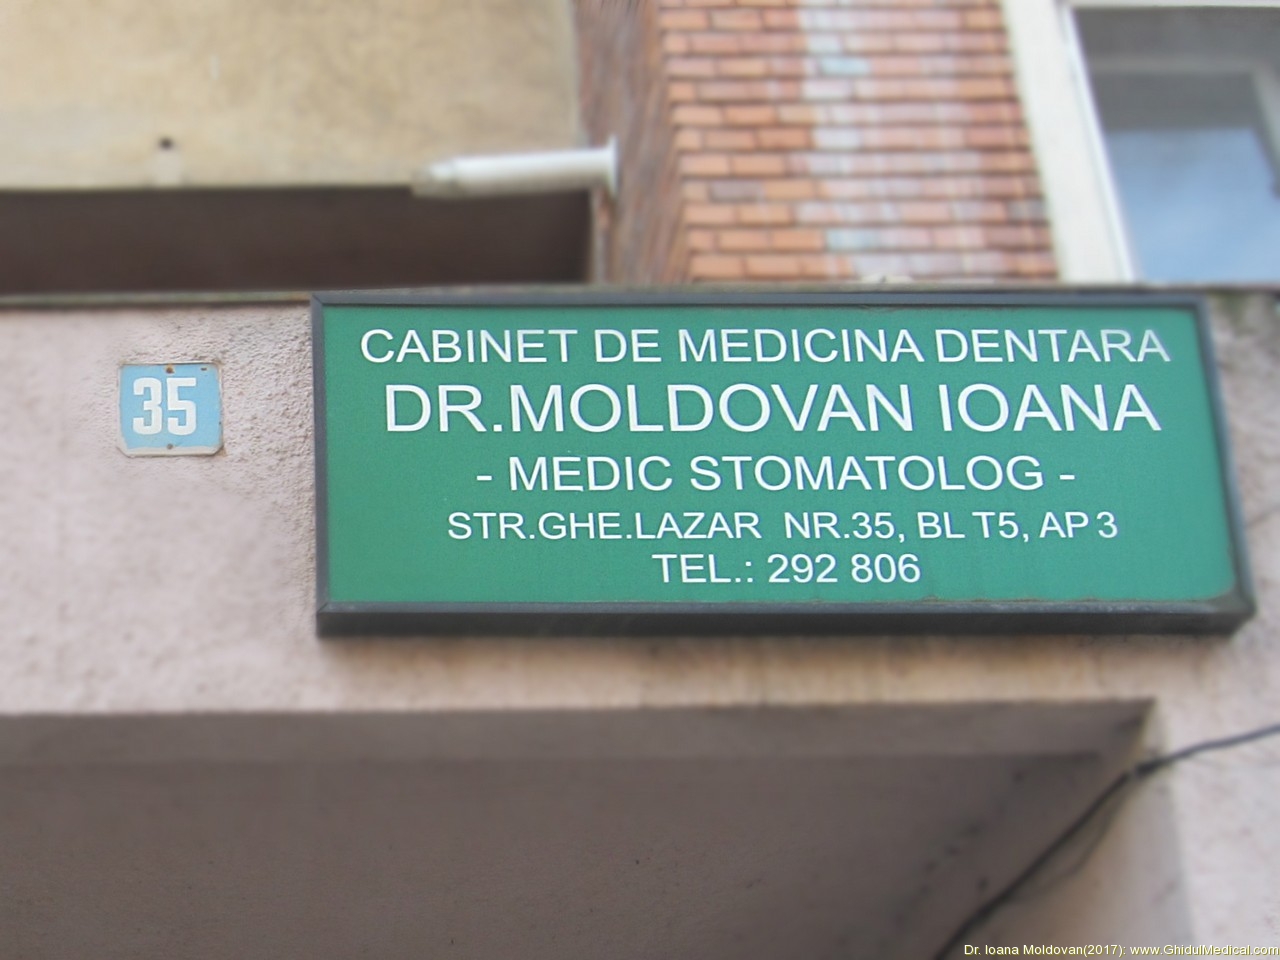 35
CABINET DE MEDICINA DENTARA
DR.MOLDOVAN IOANA
- MEDIC STOMATOLOG -
STR.GHE.LAZAR NR.35, BL T5, AP 3
TEL.: 292 806
Dr. Ioana Moldovan(2017): www.GhidulMedical.com